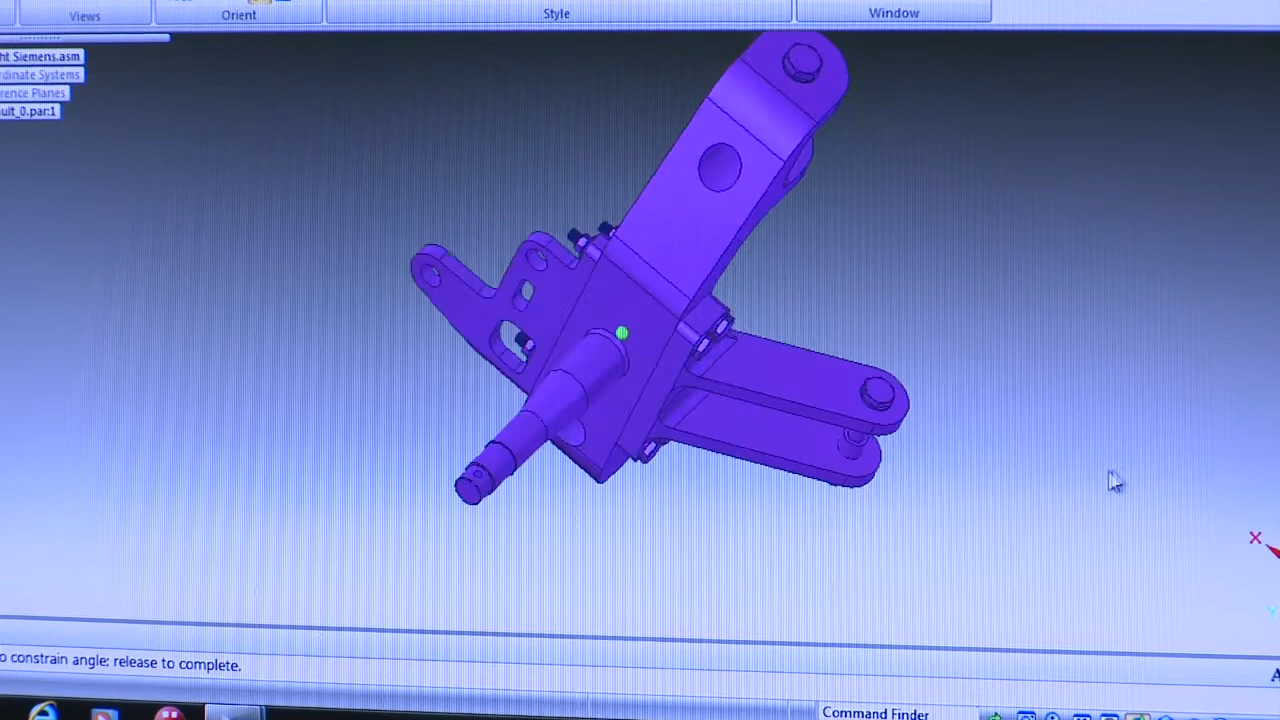 Views
Orient
Style
Window
ht Siemens.asm
rdinate Systems
rence Planes
ult_0.par:1
X
Y
o constrain angle; release to complete.
A
Command Finder